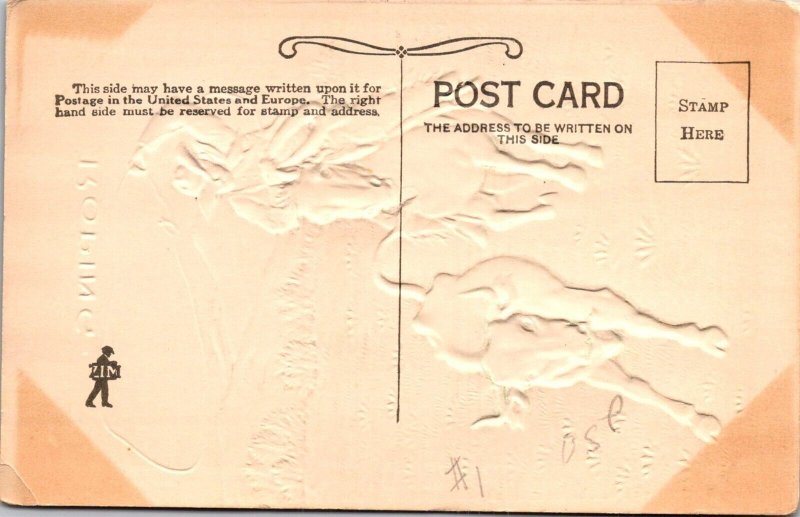 This side may have a message written upon it for
Postage in the United States and Europe. The right
hand side must be reserved for stamp and address.
POST CARD
THE ADDRESS TO BE WRITTEN ON
THIS SIDE
STAMP
HERE
ROPING
ZIM
#1